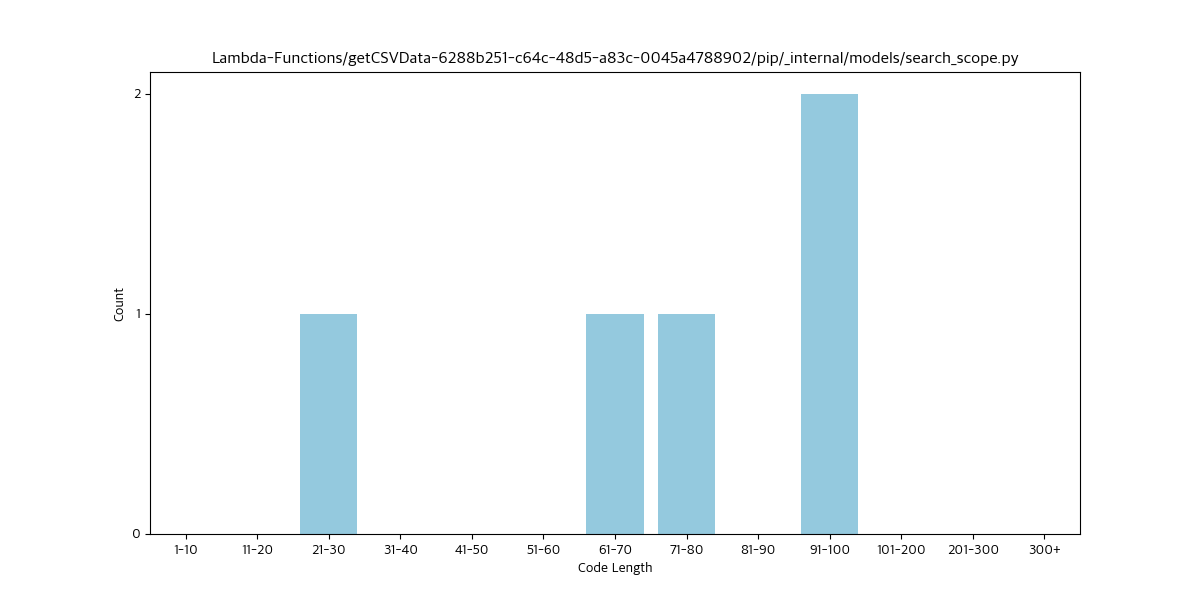 Lambda-Functions/getCSVData-6288b251-c64c-48d5-a83c-0045a4788902/pip/_internal/models/search_scope.py
2
1
0
Count
1-10 11-20 21-30 31-40 41-50 51-60 61-70 71-80 81-90 91-100 101-200 201-300 300+
Code Length